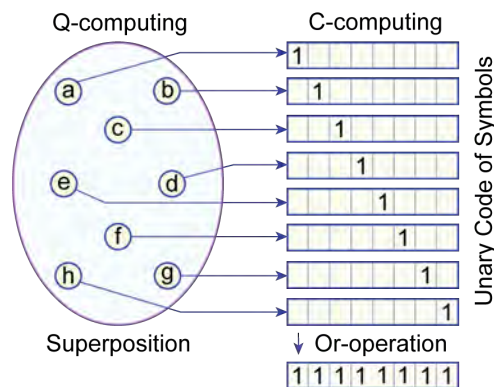 Q-computing
C-computing
a
b
c
e
d
f
h
g
1
1
1
1
1
1
1
1
Unary Code of Symbols
Superposition
Or-operation
1 1 1 1 1 1 1 1